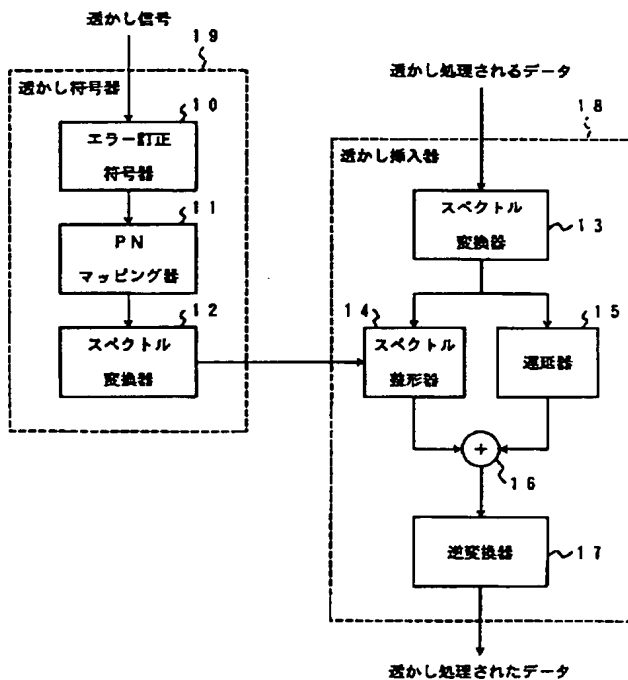 透かし信号
19
透かし符号器
10
エラー訂正
符号器
11
PN
マッピング器
12
スペクトル
変換器
透かし処理されるデータ
18
透かし挿入器
スペクトル
変換器
13
14
スペクトル
整形器
15
遅延器
+
16
逆変換器
17
透かし処理されたデータ